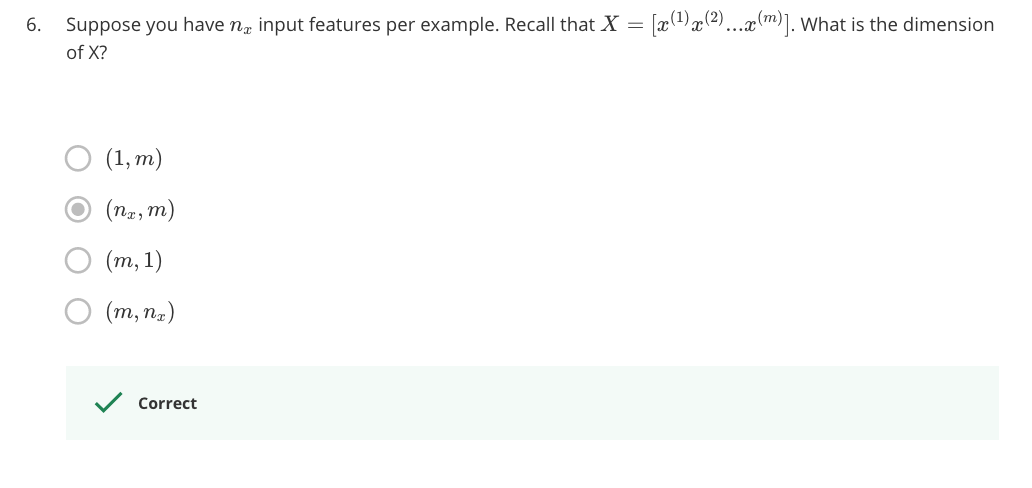 6. Suppose you have $n_x$ input features per example. Recall that $X = [x^{(1)} x^{(2)} ... x^{(m)}]$. What is the dimension
of X?
$(1, m)$
$(n_x, m)$
$(m, 1)$
$(m, n_x)$
Correct